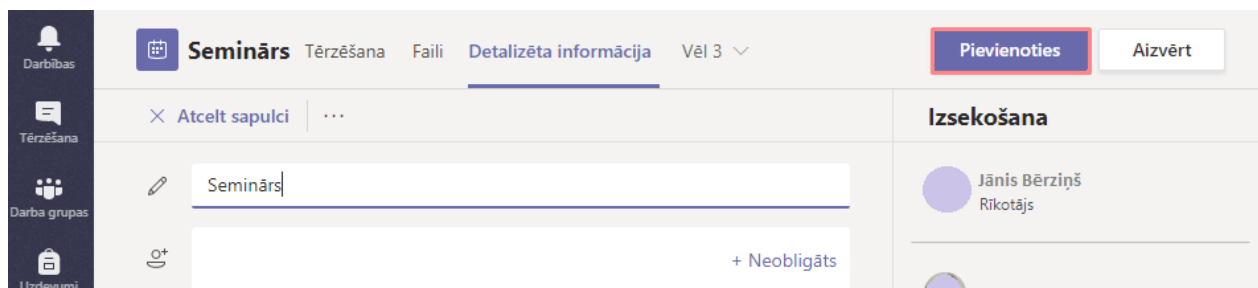 Darbības
Seminārs Tērzēšana Faili Detalizēta informācija Vēl 3
Pievienoties Aizvērt
Tērzēšana
Atcelt sapulci ...
Izsekošana
Darba grupas
Seminārs
Jānis Bērziņš
Rīkotājs
+ Neobligāts
Uzdevumi